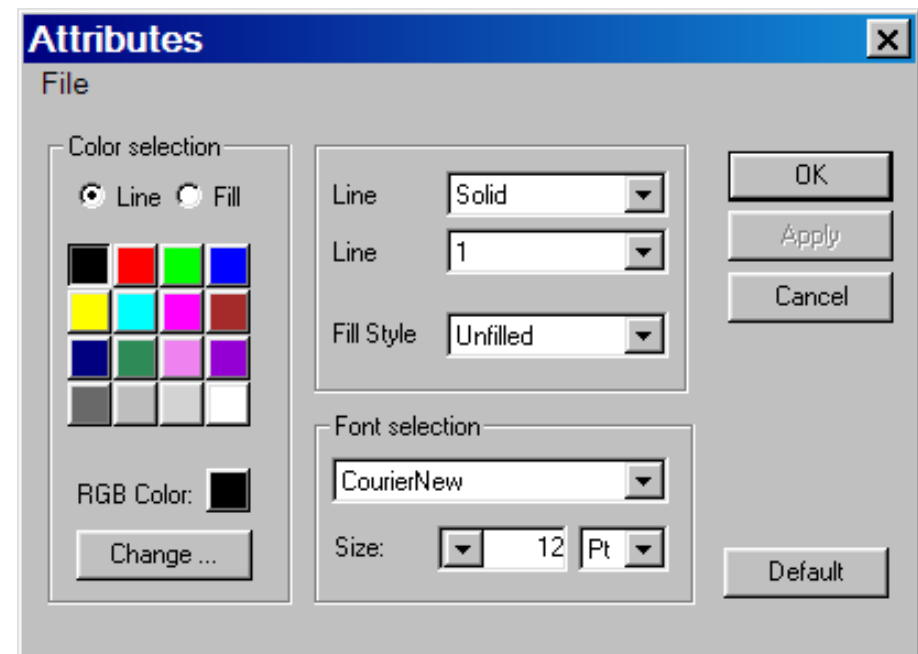 Attributes
File
Color selection
Line Fill
RGB Color:
Change ...
Line Solid
Line 1
Fill Style Unfilled
Font selection
CourierNew
Size: 12 Pt
OK
Apply
Cancel
Default